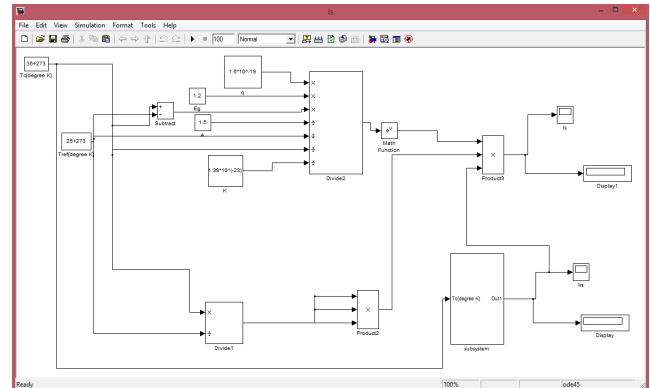 Is
File Edit View Simulation Format Tools Help
100
Normal
36+273
To[degree K]
1.6*10^-19
q
1.2
Eg
Subtract
1.5
A
25+273
Tref[degree K]
1.38*10^(-23)
K
Divide2
e^u
Math
Function
Product3
Is
Display1
Divide1
Product2
To[degree K]
Out1
subsystem
Irs
Display
Ready
100%
ode45